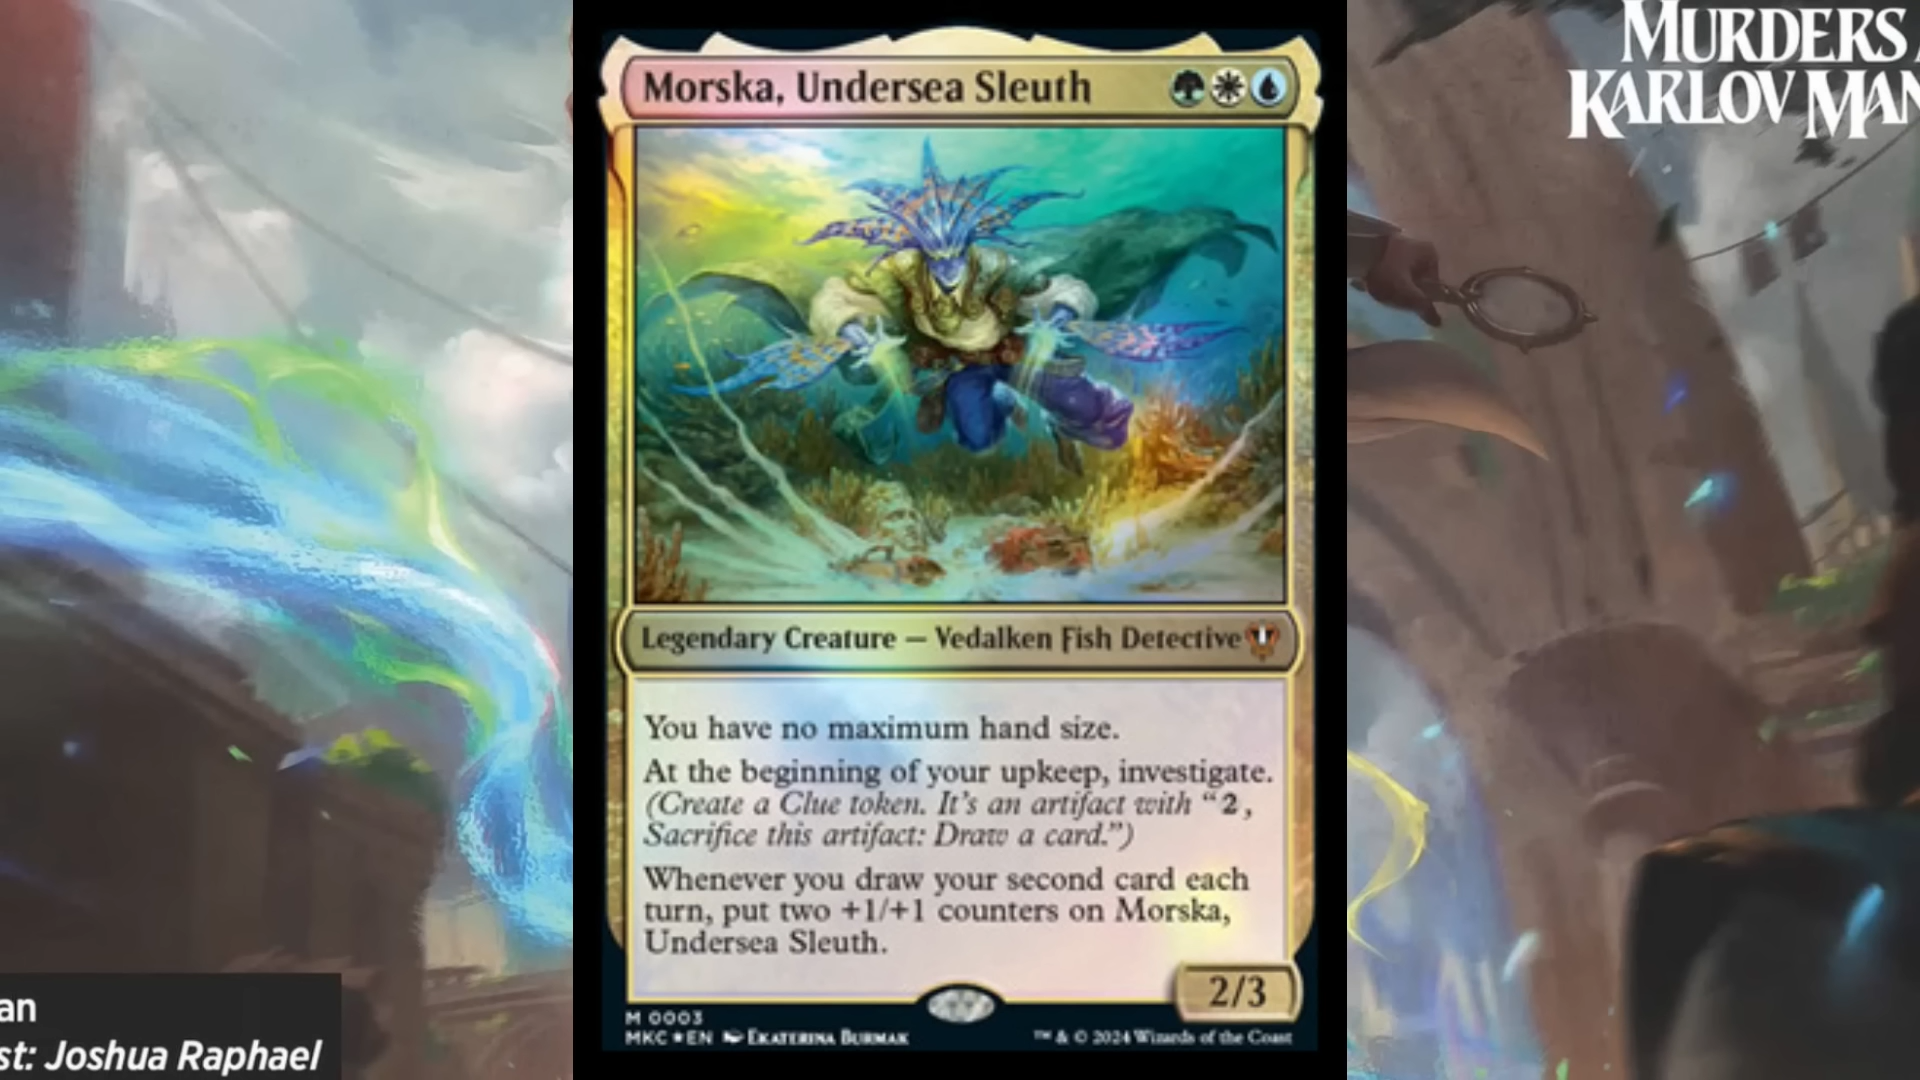 MURDERS
KARLOV MAN
Morska, Undersea Sleuth
Legendary Creature — Vedalken Fish Detective
You have no maximum hand size.
At the beginning of your upkeep, investigate.
(Create a Clue token. It's an artifact with “2,
Sacrifice this artifact: Draw a card.”)
Whenever you draw your second card each
turn, put two +1/+1 counters on Morska,
Undersea Sleuth.
2/3
M 0003
MKC★EN EKATERINA BURMAK
™ & © 2024 Wizards of the Coast
an
st: Joshua Raphael